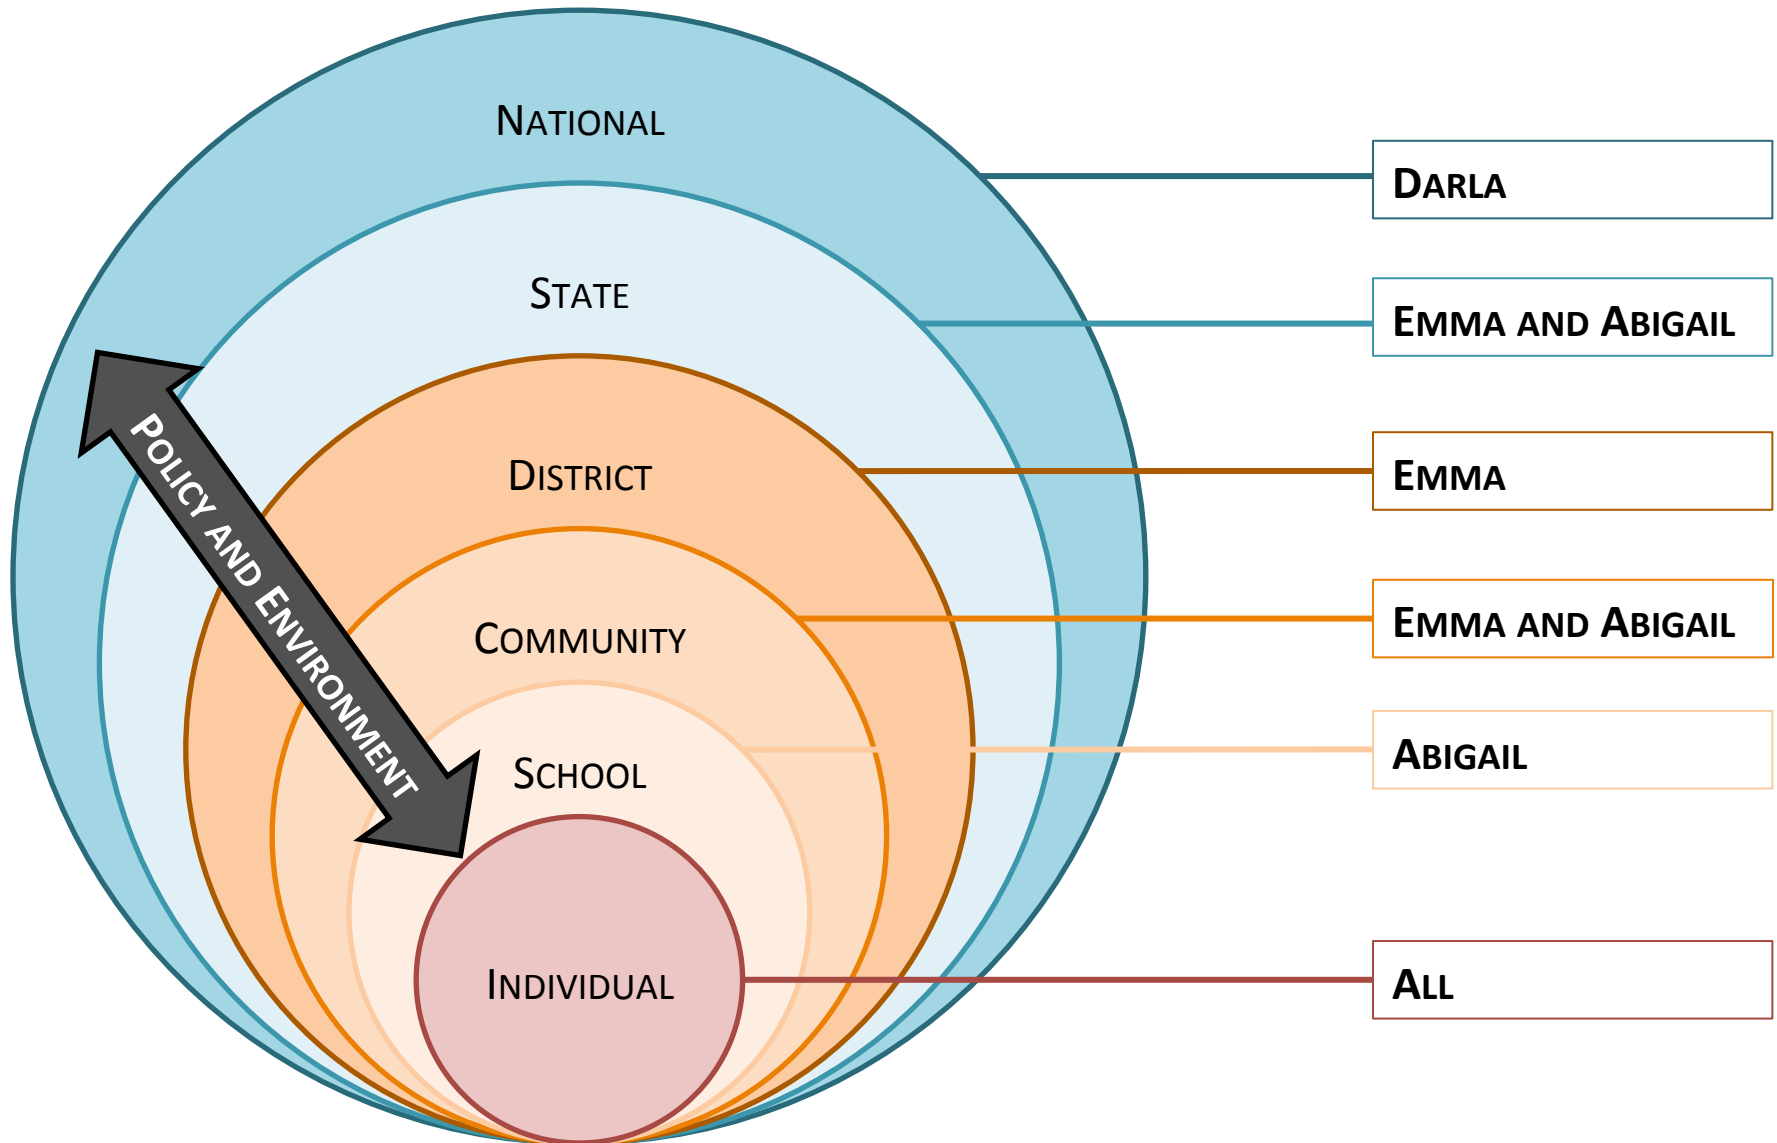 NATIONAL
DARLA
STATE
EMMA AND ABIGAIL
DISTRICT
EMMA
POLICY AND ENVIRONMENT
COMMUNITY
EMMA AND ABIGAIL
SCHOOL
ABIGAIL
INDIVIDUAL
ALL